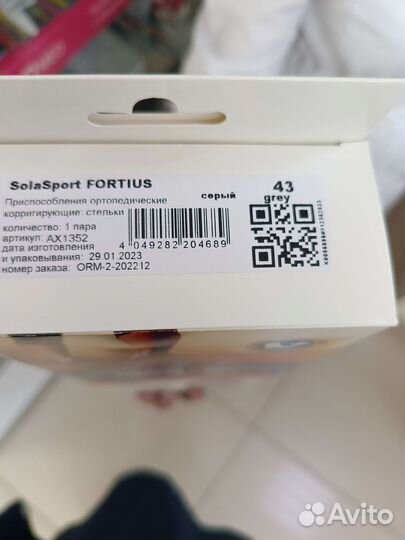 SolaSport FORTIUS
серый
43
grey
Приспособления ортопедические
корригирующие: стельки
количество: 1 пара
артикул: AX1352
дата изготовления
и упаковывания: 29.01.2023
номер заказа: ORM-2-202212
4 049282 204689
Avito